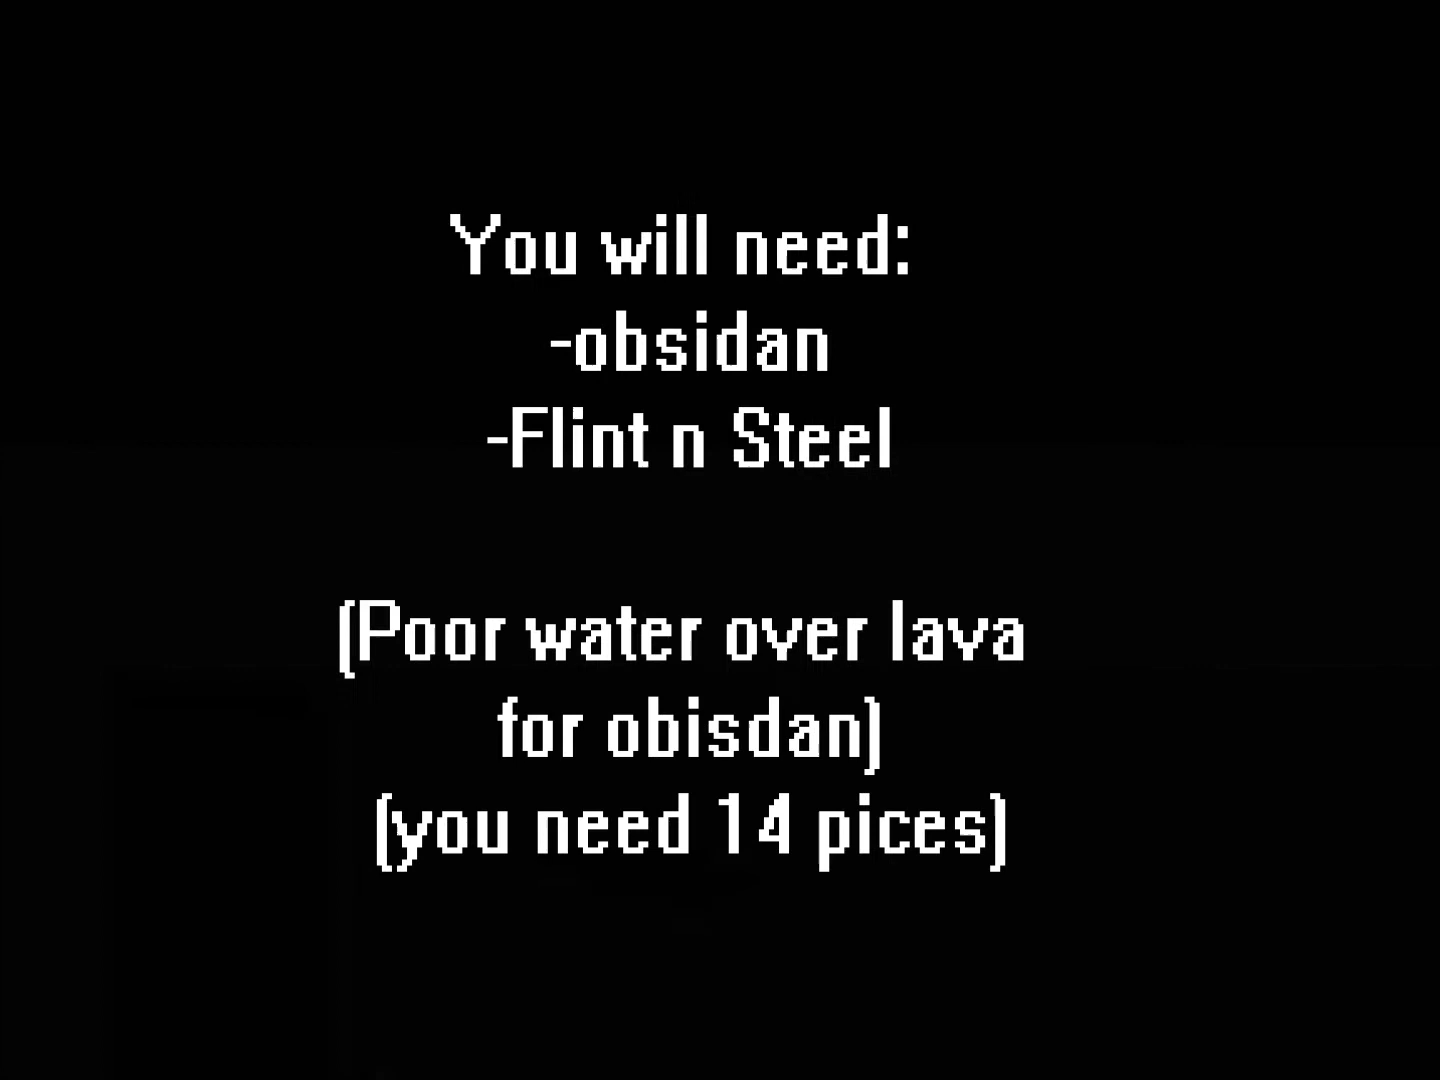 You will need:
-obsidan
-Flint n Steel
(Poor water over lava
for obisdan)
(you need 14 pices)